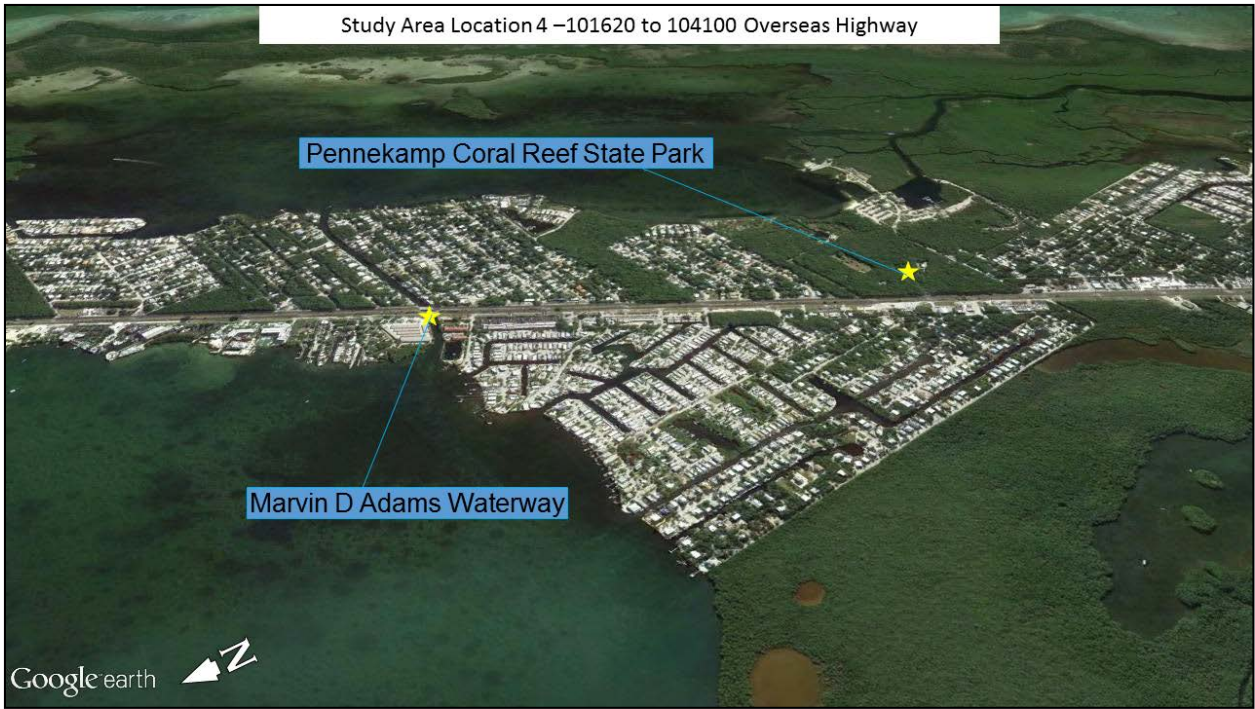 Study Area Location 4 –101620 to 104100 Overseas Highway
Pennekamp Coral Reef State Park
Marvin D Adams Waterway
Google earth
N